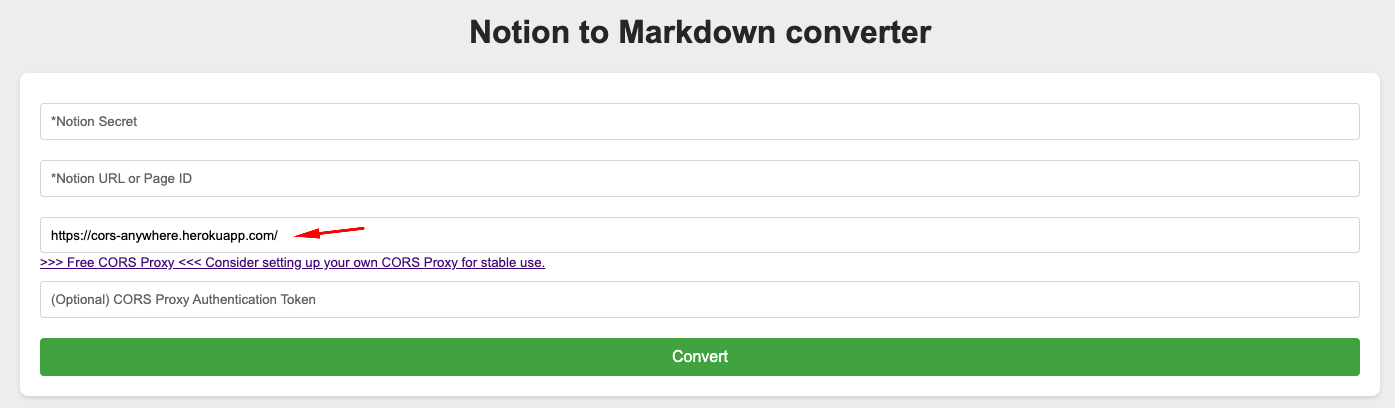 Notion to Markdown converter
*Notion Secret
*Notion URL or Page ID
https://cors-anywhere.herokuapp.com/
>>> Free CORS Proxy <<< Consider setting up your own CORS Proxy for stable use.
(Optional) CORS Proxy Authentication Token
Convert